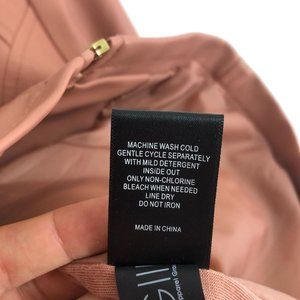 MACHINE WASH COLD
GENTLE CYCLE SEPARATELY
WITH MILD DETERGENT
INSIDE OUT
ONLY NON-CHLORINE
BLEACH WHEN NEEDED
LINE DRY
DO NOT IRON
MADE IN CHINA